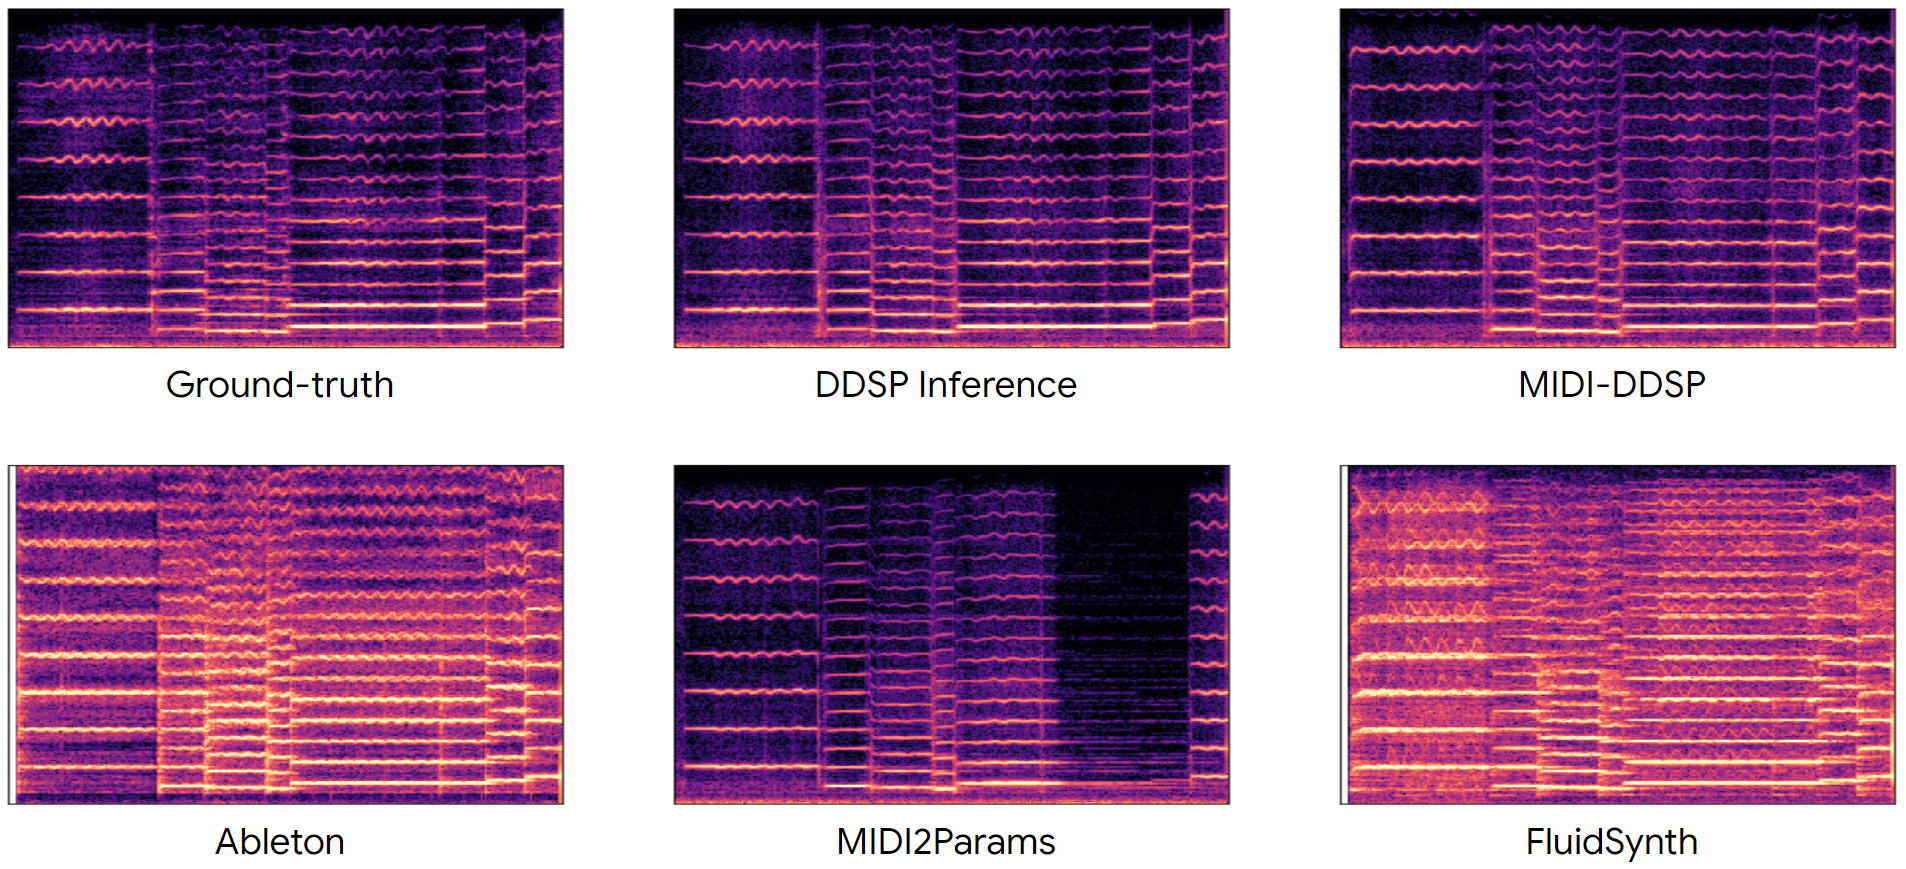 Ground-truth
DDSP Inference
MIDI-DDSP
Ableton
MIDI2Params
FluidSynth